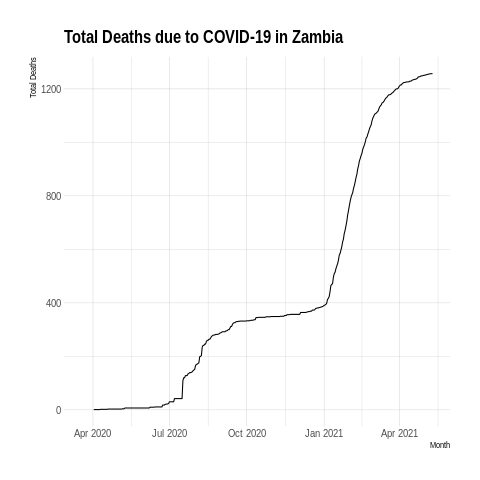 Total Deaths due to COVID-19 in Zambia
Total Deaths
1200
800
400
0
Apr 2020 Jul 2020 Oct 2020 Jan 2021 Apr 2021
Month